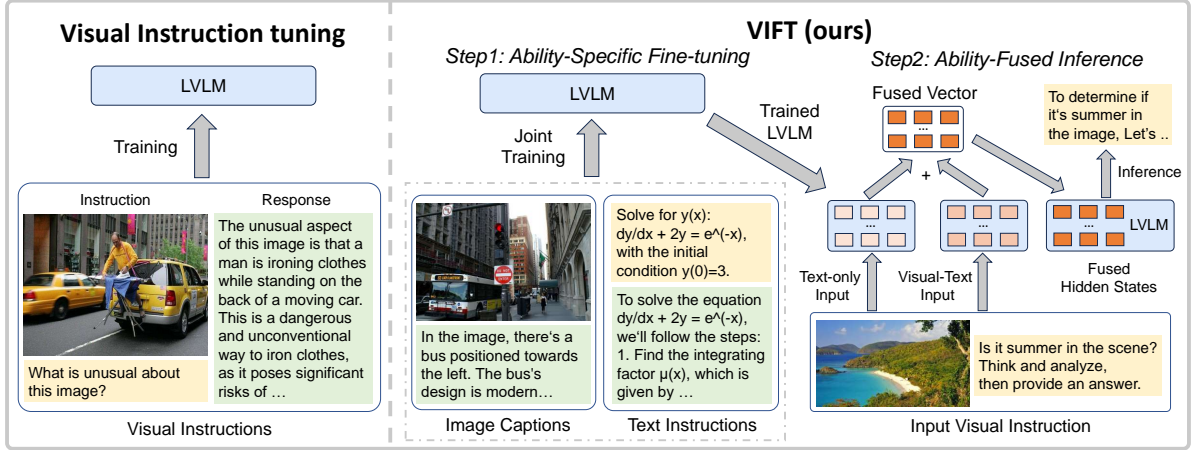 Visual Instruction tuning
LVLM
Training
Instruction
Response
What is unusual about
this image?
The unusual aspect
of this image is that a
man is ironing clothes
while standing on the
back of a moving car.
This is a dangerous
and unconventional
way to iron clothes,
as it poses significant
risks of …
Visual Instructions
VIFT (ours)
Step1: Ability-Specific Fine-tuning
LVLM
Joint
Training
Trained
LVLM
In the image, there's a
bus positioned towards
the left. The bus's
design is modern…
Image Captions
Solve for y(x):
dy/dx + 2y = e^(-x),
with the initial
condition y(0)=3.
To solve the equation
dy/dx + 2y = e^(-x),
we'll follow the steps:
1. Find the integrating
factor μ(x), which is
given by …
Text Instructions
Step2: Ability-Fused Inference
Fused Vector
...
To determine if
it's summer in
the image, Let's ..
Inference
+
...
...
...
LVLM
Text-only
Input
Visual-Text
Input
Fused
Hidden States
Is it summer in the scene?
Think and analyze,
then provide an answer.
Input Visual Instruction